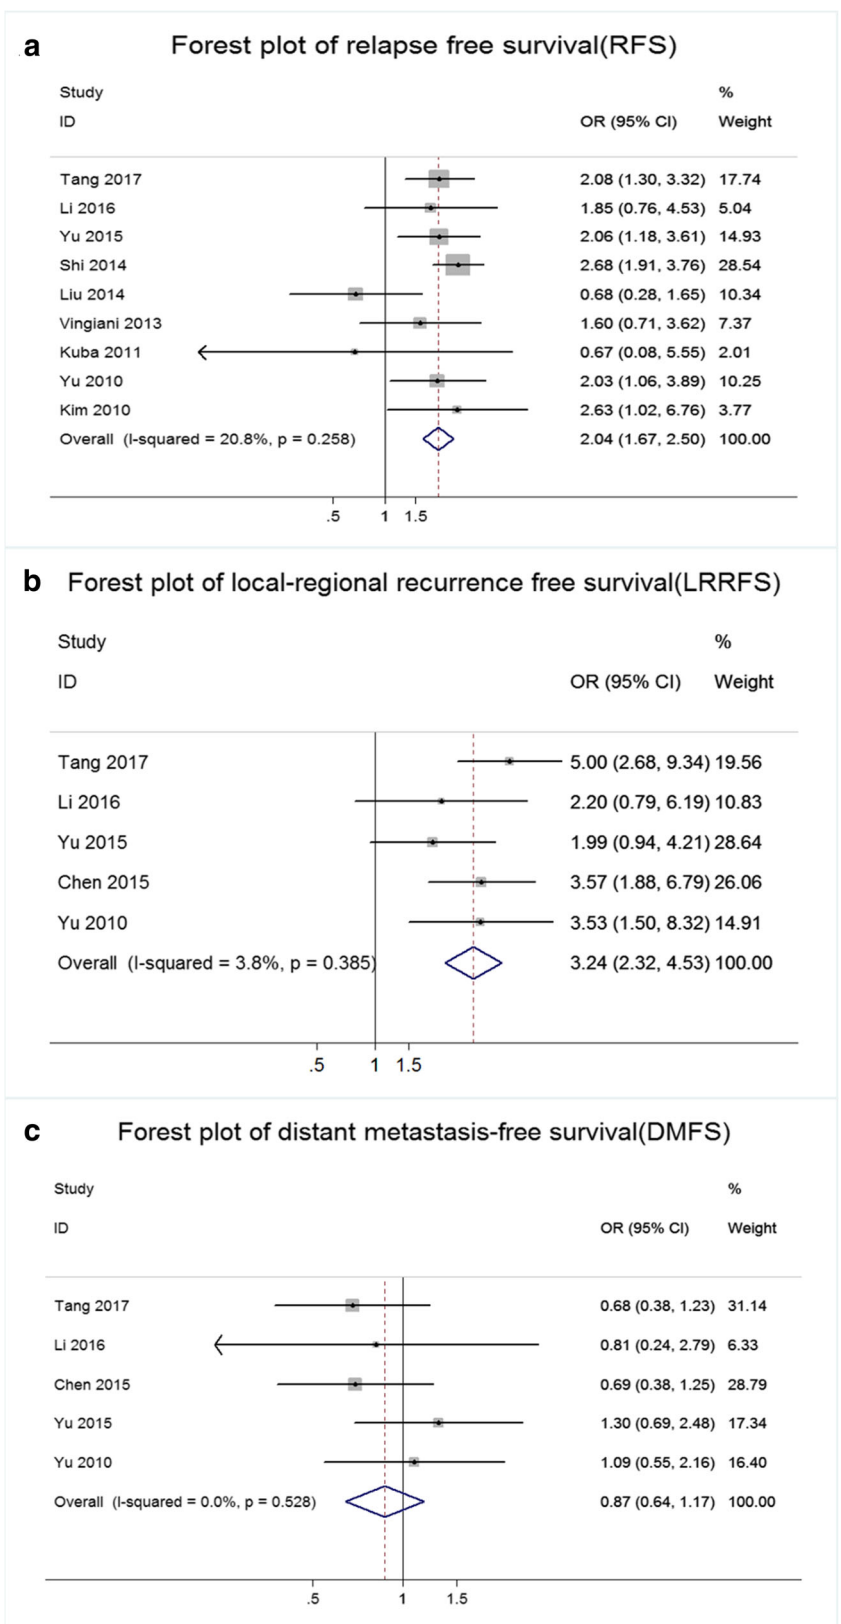 a Forest plot of relapse free survival(RFS)
Study %
ID OR (95% CI) Weight
Tang 2017 2.08 (1.30, 3.32) 17.74
Li 2016 1.85 (0.76, 4.53) 5.04
Yu 2015 2.06 (1.18, 3.61) 14.93
Shi 2014 2.68 (1.91, 3.76) 28.54
Liu 2014 0.68 (0.28, 1.65) 10.34
Vingiani 2013 1.60 (0.71, 3.62) 7.37
Kuba 2011 0.67 (0.08, 5.55) 2.01
Yu 2010 2.03 (1.06, 3.89) 10.25
Kim 2010 2.63 (1.02, 6.76) 3.77
Overall (I-squared = 20.8%, p = 0.258) 2.04 (1.67, 2.50) 100.00
.5 1 1.5
b Forest plot of local-regional recurrence free survival(LRRFS)
Study %
ID OR (95% CI) Weight
Tang 2017 5.00 (2.68, 9.34) 19.56
Li 2016 2.20 (0.79, 6.19) 10.83
Yu 2015 1.99 (0.94, 4.21) 28.64
Chen 2015 3.57 (1.88, 6.79) 26.06
Yu 2010 3.53 (1.50, 8.32) 14.91
Overall (I-squared = 3.8%, p = 0.385) 3.24 (2.32, 4.53) 100.00
.5 1 1.5
c Forest plot of distant metastasis-free survival(DMFS)
Study %
ID OR (95% CI) Weight
Tang 2017 0.68 (0.38, 1.23) 31.14
Li 2016 0.81 (0.24, 2.79) 6.33
Chen 2015 0.69 (0.38, 1.25) 28.79
Yu 2015 1.30 (0.69, 2.48) 17.34
Yu 2010 1.09 (0.55, 2.16) 16.40
Overall (I-squared = 0.0%, p = 0.528) 0.87 (0.64, 1.17) 100.00
.5 1 1.5